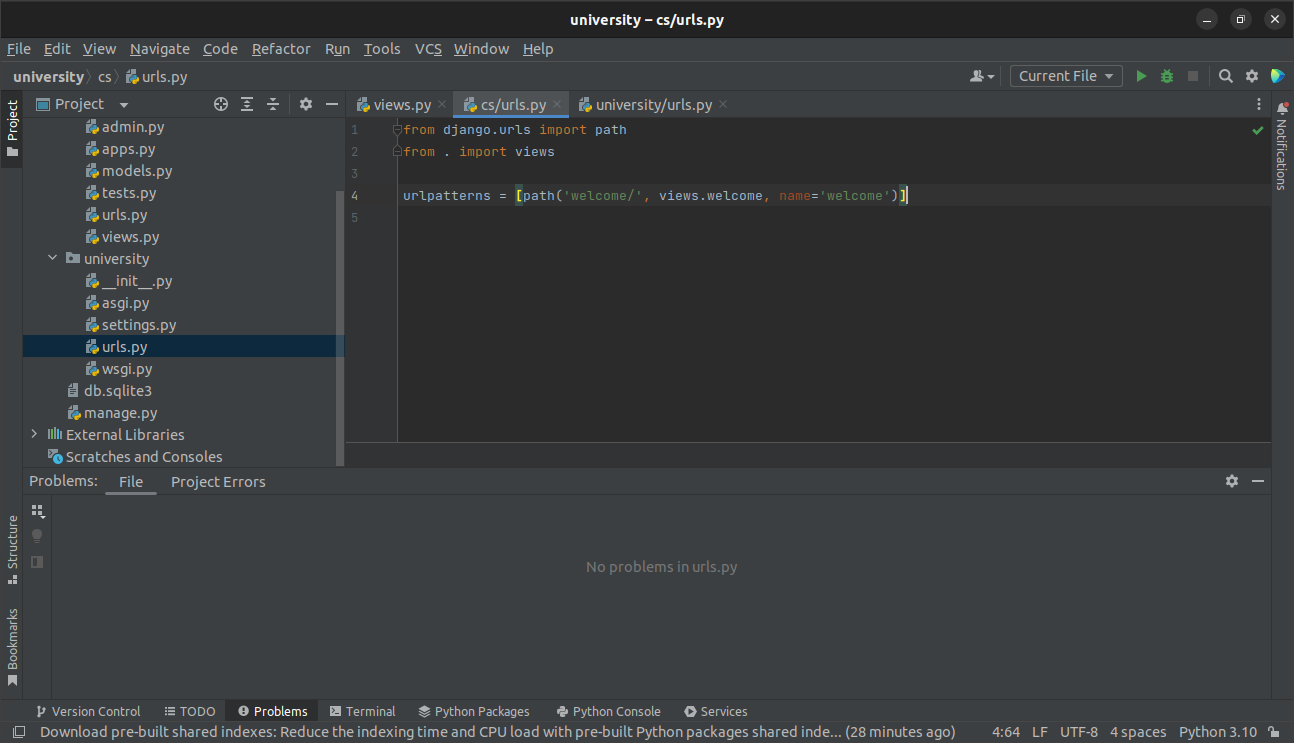 university – cs/urls.py
File Edit View Navigate Code Refactor Run Tools VCS Window Help
university cs urls.py
Current File
Project
Project
admin.py
apps.py
models.py
tests.py
urls.py
views.py
university
__init__.py
asgi.py
settings.py
urls.py
wsgi.py
db.sqlite3
manage.py
External Libraries
Scratches and Consoles
views.py cs/urls.py university/urls.py
1 from django.urls import path
2 from . import views
3
4 urlpatterns = [path('welcome/', views.welcome, name='welcome')]
5
Notifications
Problems: File Project Errors
No problems in urls.py
Structure
Bookmarks
Version Control TODO Problems Terminal Python Packages Python Console Services
Download pre-built shared indexes: Reduce the indexing time and CPU load with pre-built Python packages shared inde... (28 minutes ago) 4:64 LF UTF-8 4 spaces Python 3.10